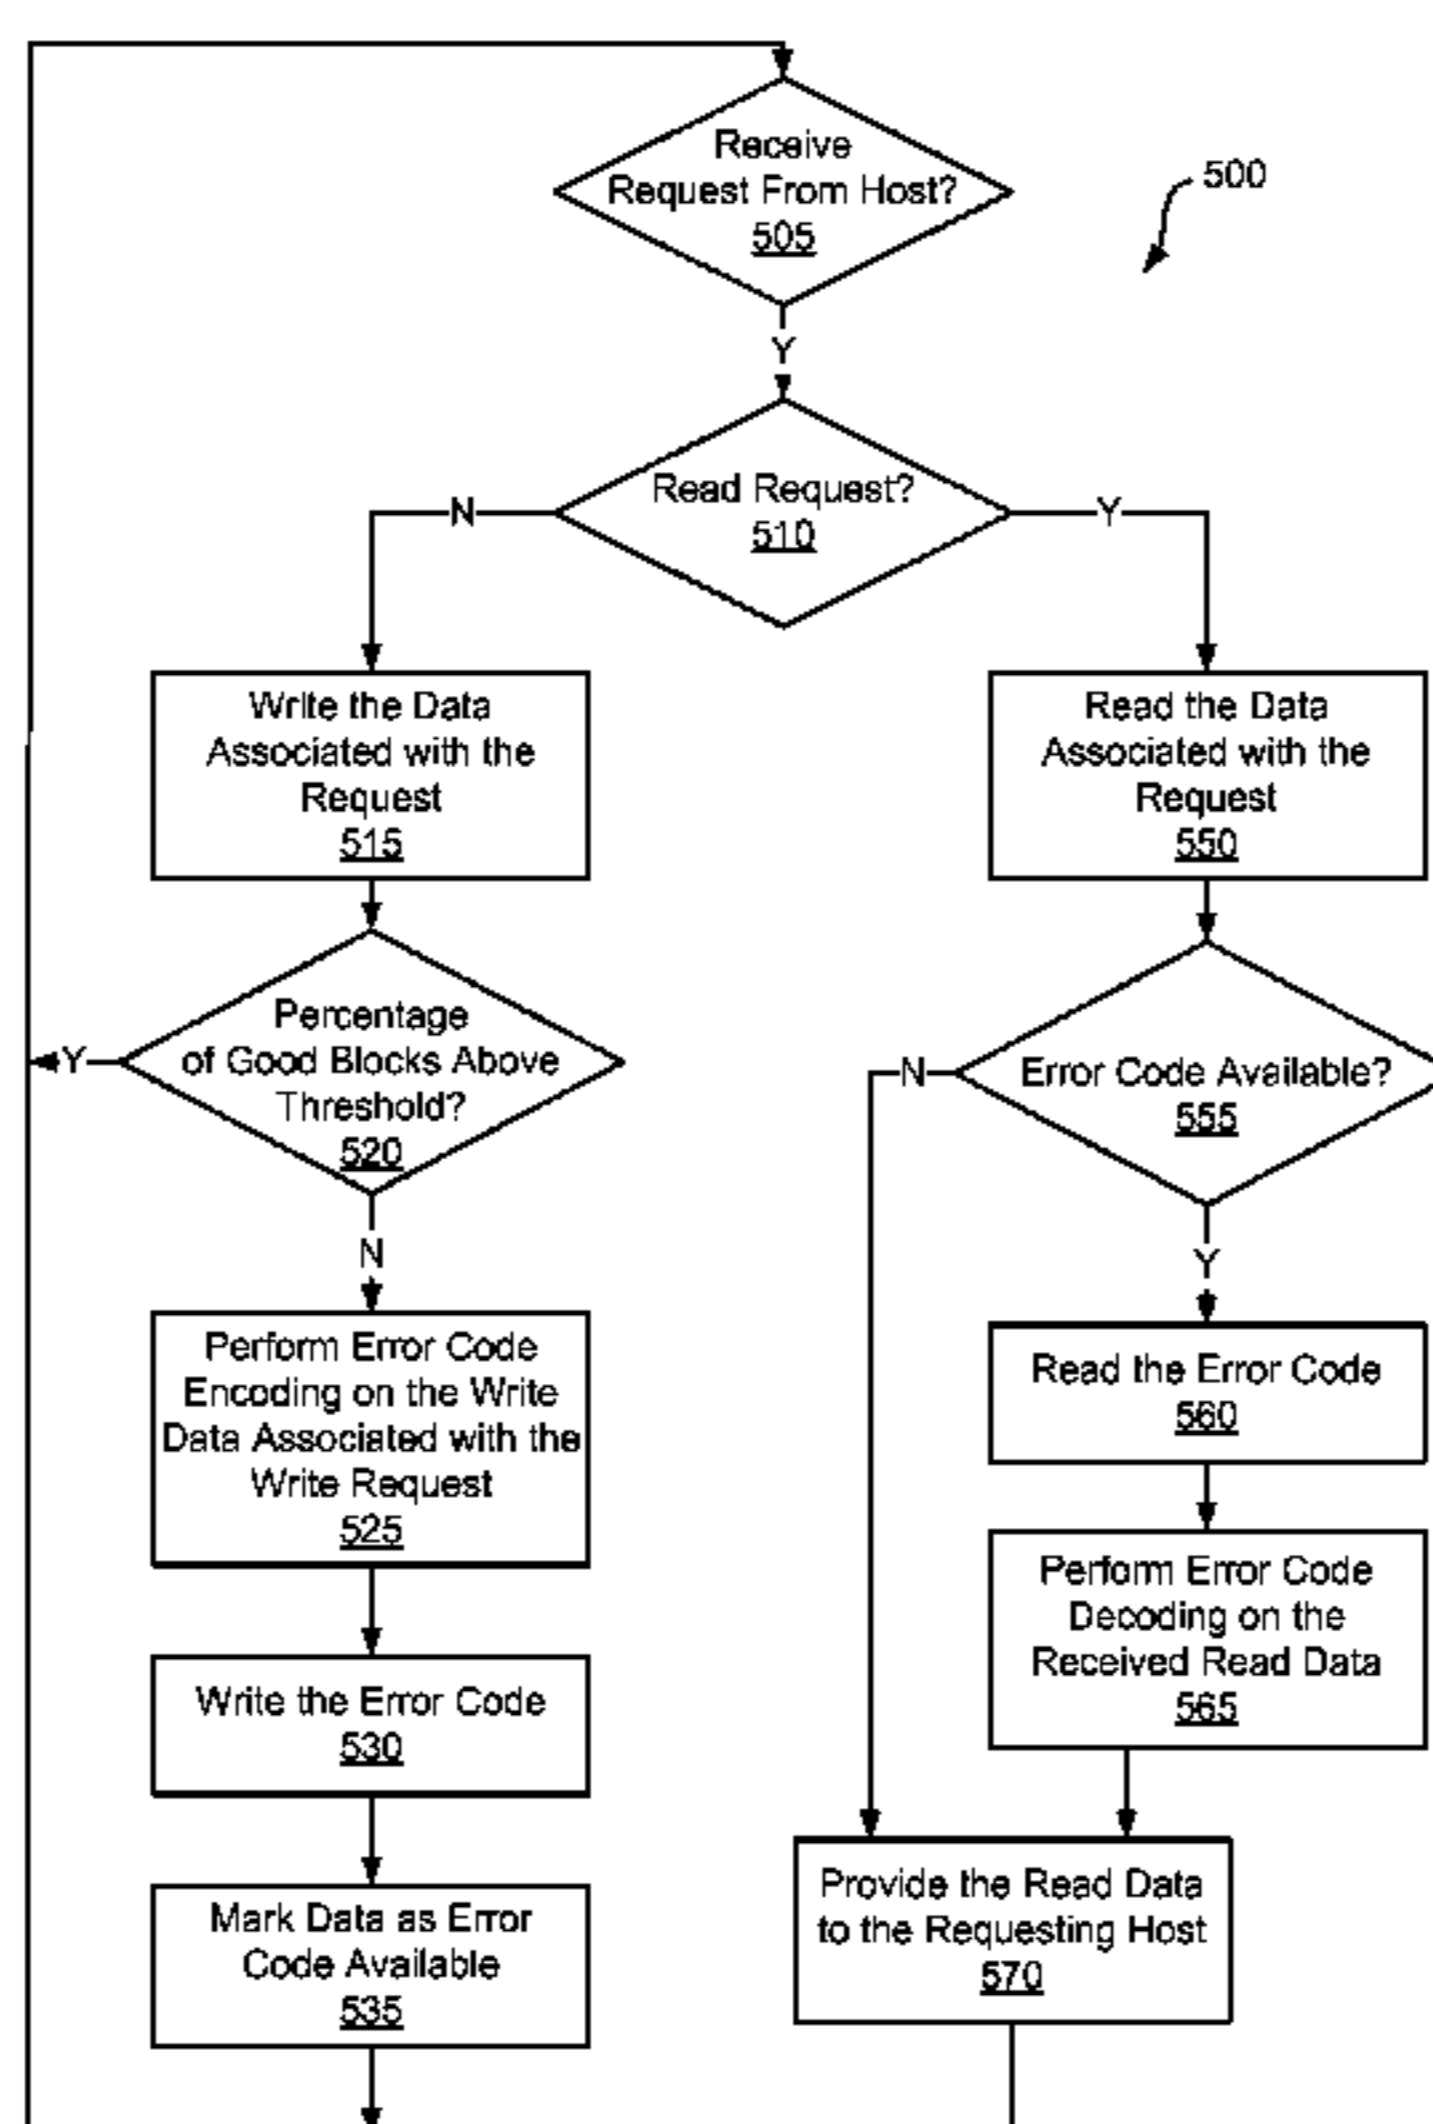 Receive
Request From Host?
505
500
Y
Read Request?
510
N
Y
Write the Data
Associated with the
Request
515
Percentage
of Good Blocks Above
Threshold?
520
Y
N
Perform Error Code
Encoding on the Write
Data Associated with the
Write Request
525
Write the Error Code
530
Mark Data as Error
Code Available
535
Read the Data
Associated with the
Request
550
Error Code Available?
555
N
Y
Read the Error Code
560
Perform Error Code
Decoding on the
Received Read Data
565
Provide the Read Data
to the Requesting Host
570